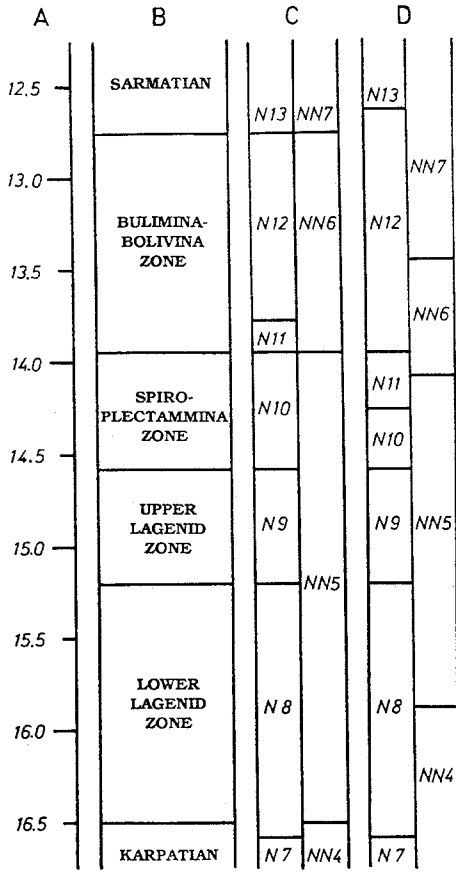 A B C D
12.5
13.0
13.5
14.0
14.5
15.0
15.5
16.0
16.5
SARMATIAN
BULIMINA-
BOLIVINA
ZONE
SPIRO-
PLECTAMMINA
ZONE
UPPER
LAGENID
ZONE
LOWER
LAGENID
ZONE
KARPATIAN
N13
N12
N11
N10
N9
N8
N7
NN7
NN6
NN5
NN4
N13
N12
N11
N10
N9
N8
N7
NN7
NN6
NN5
NN4